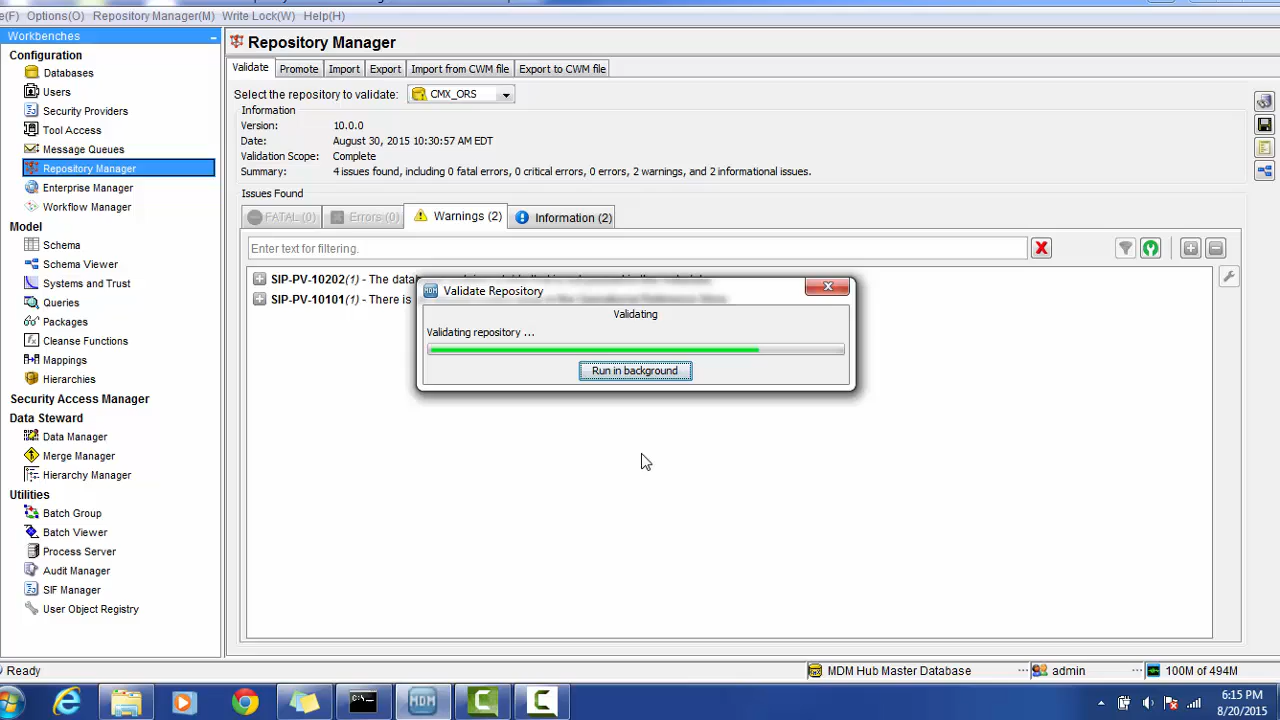 e(F) Options(O) Repository Manager(M) Write Lock(W) Help(H)
Workbenches
Configuration
Databases
Users
Security Providers
Tool Access
Message Queues
Repository Manager
Enterprise Manager
Workflow Manager
Model
Schema
Schema Viewer
Systems and Trust
Queries
Packages
Cleanse Functions
Mappings
Hierarchies
Security Access Manager
Data Steward
Data Manager
Merge Manager
Hierarchy Manager
Utilities
Batch Group
Batch Viewer
Process Server
Audit Manager
SIF Manager
User Object Registry
Repository Manager
Validate Promote Import Export Import from CWM file Export to CWM file
Select the repository to validate: CMX_ORS
Information
Version: 10.0.0
Date: August 30, 2015 10:30:57 AM EDT
Validation Scope: Complete
Summary: 4 issues found, including 0 fatal errors, 0 critical errors, 0 errors, 2 warnings, and 2 informational issues.
Issues Found
FATAL (0) Errors (0) Warnings (2) Information (2)
Enter text for filtering.
SIP-PV-10202(1) - The
SIP-PV-10101(1) - There is
Validate Repository
Validating
Validating repository ...
Run in background
Ready MDM Hub Master Database ... admin ... 100M of 494M
MDM
6:15 PM
8/20/2015